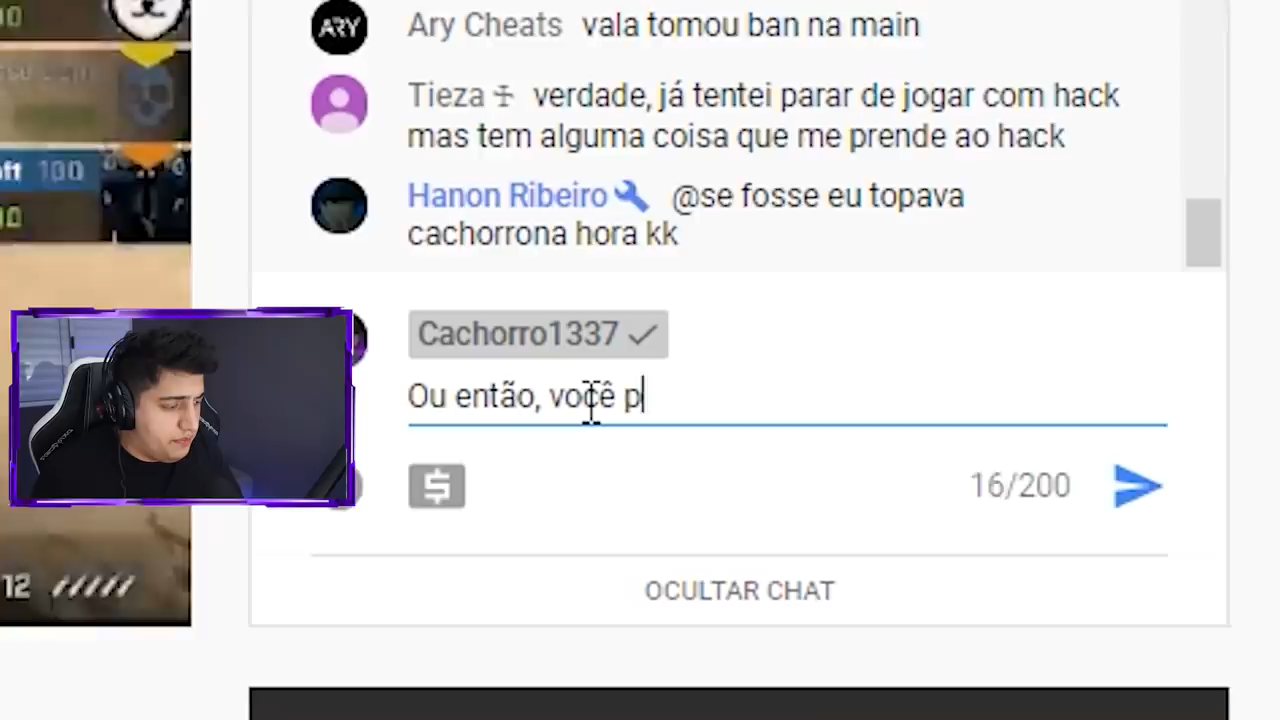 Ary Cheats vala tomou ban na main
ARY
Tieza verdade, já tentei parar de jogar com hack
mas tem alguma coisa que me prende ao hack
ft 100
Hanon Ribeiro @se fosse eu topava
cachorrona hora kk
Cachorro1337
Ou então, você p
$
16/200
12
OCULTAR CHAT